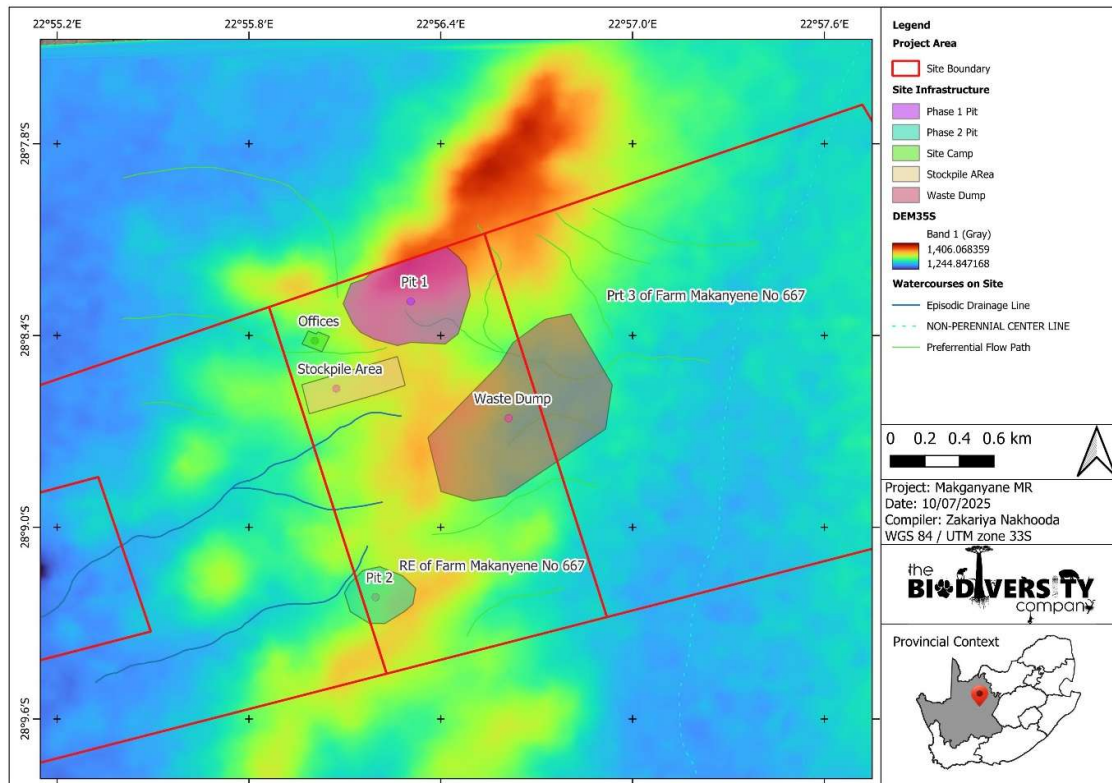 22°55.2'E 22°55.8'E 22°56.4'E 22°57.0'E 22°57.6'E
28°7.8'S
28°8.4'S
28°9.0'S
28°9.6'S
Pit 1
Offices
Stockpile Area
Waste Dump
Prt 3 of Farm Makanyene No 667
RE of Farm Makanyene No 667
Pit 2
Legend
Project Area
Site Boundary
Site Infrastructure
Phase 1 Pit
Phase 2 Pit
Site Camp
Stockpile ARea
Waste Dump
DEM35S
Band 1 (Gray)
1,406.068359
1,244.847168
Watercourses on Site
Episodic Drainage Line
NON-PERENNIAL CENTER LINE
Preferrential Flow Path
0 0.2 0.4 0.6 km
Project: Makganyane MR
Date: 10/07/2025
Compiler: Zakariya Nakhooda
WGS 84 / UTM zone 33S
the
BIODIVERSITY
company
Provincial Context